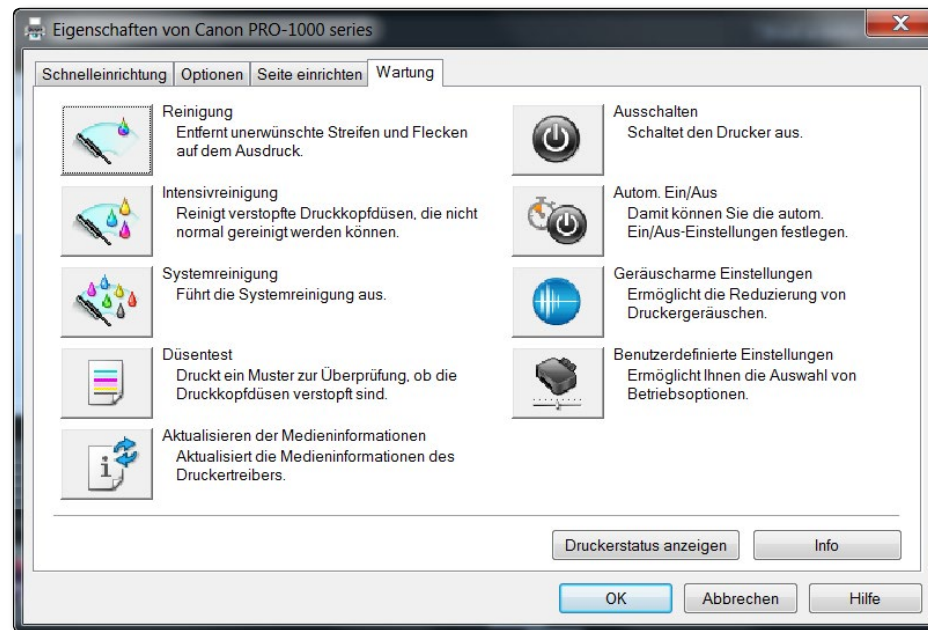 Eigenschaften von Canon PRO-1000 series
X
Schnelleinrichtung
Optionen
Seite einrichten
Wartung
Reinigung
Entfernt unerwünschte Streifen und Flecken
auf dem Ausdruck.
Intensivreinigung
Reinigt verstopfte Druckkopfdüsen, die nicht
normal gereinigt werden können.
Systemreinigung
Führt die Systemreinigung aus.
Düsentest
Druckt ein Muster zur Überprüfung, ob die
Druckkopfdüsen verstopft sind.
Aktualisieren der Medieninformationen
Aktualisiert die Medieninformationen des
Druckertreibers.
Ausschalten
Schaltet den Drucker aus.
Autom. Ein/Aus
Damit können Sie die autom.
Ein/Aus-Einstellungen festlegen.
Geräuscharme Einstellungen
Ermöglicht die Reduzierung von
Druckergeräuschen.
Benutzerdefinierte Einstellungen
Ermöglicht Ihnen die Auswahl von
Betriebsoptionen.
Druckerstatus anzeigen
Info
OK
Abbrechen
Hilfe